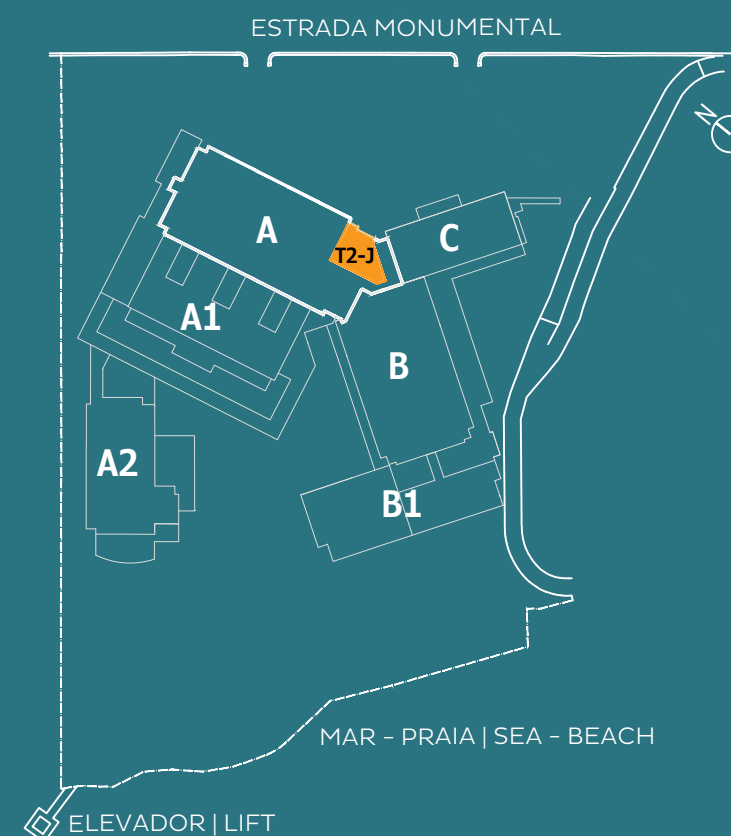 ESTRADA MONUMENTAL
N
A
C
T2-J
A1
B
A2
B1
MAR - PRAIA | SEA - BEACH
ELEVADOR | LIFT